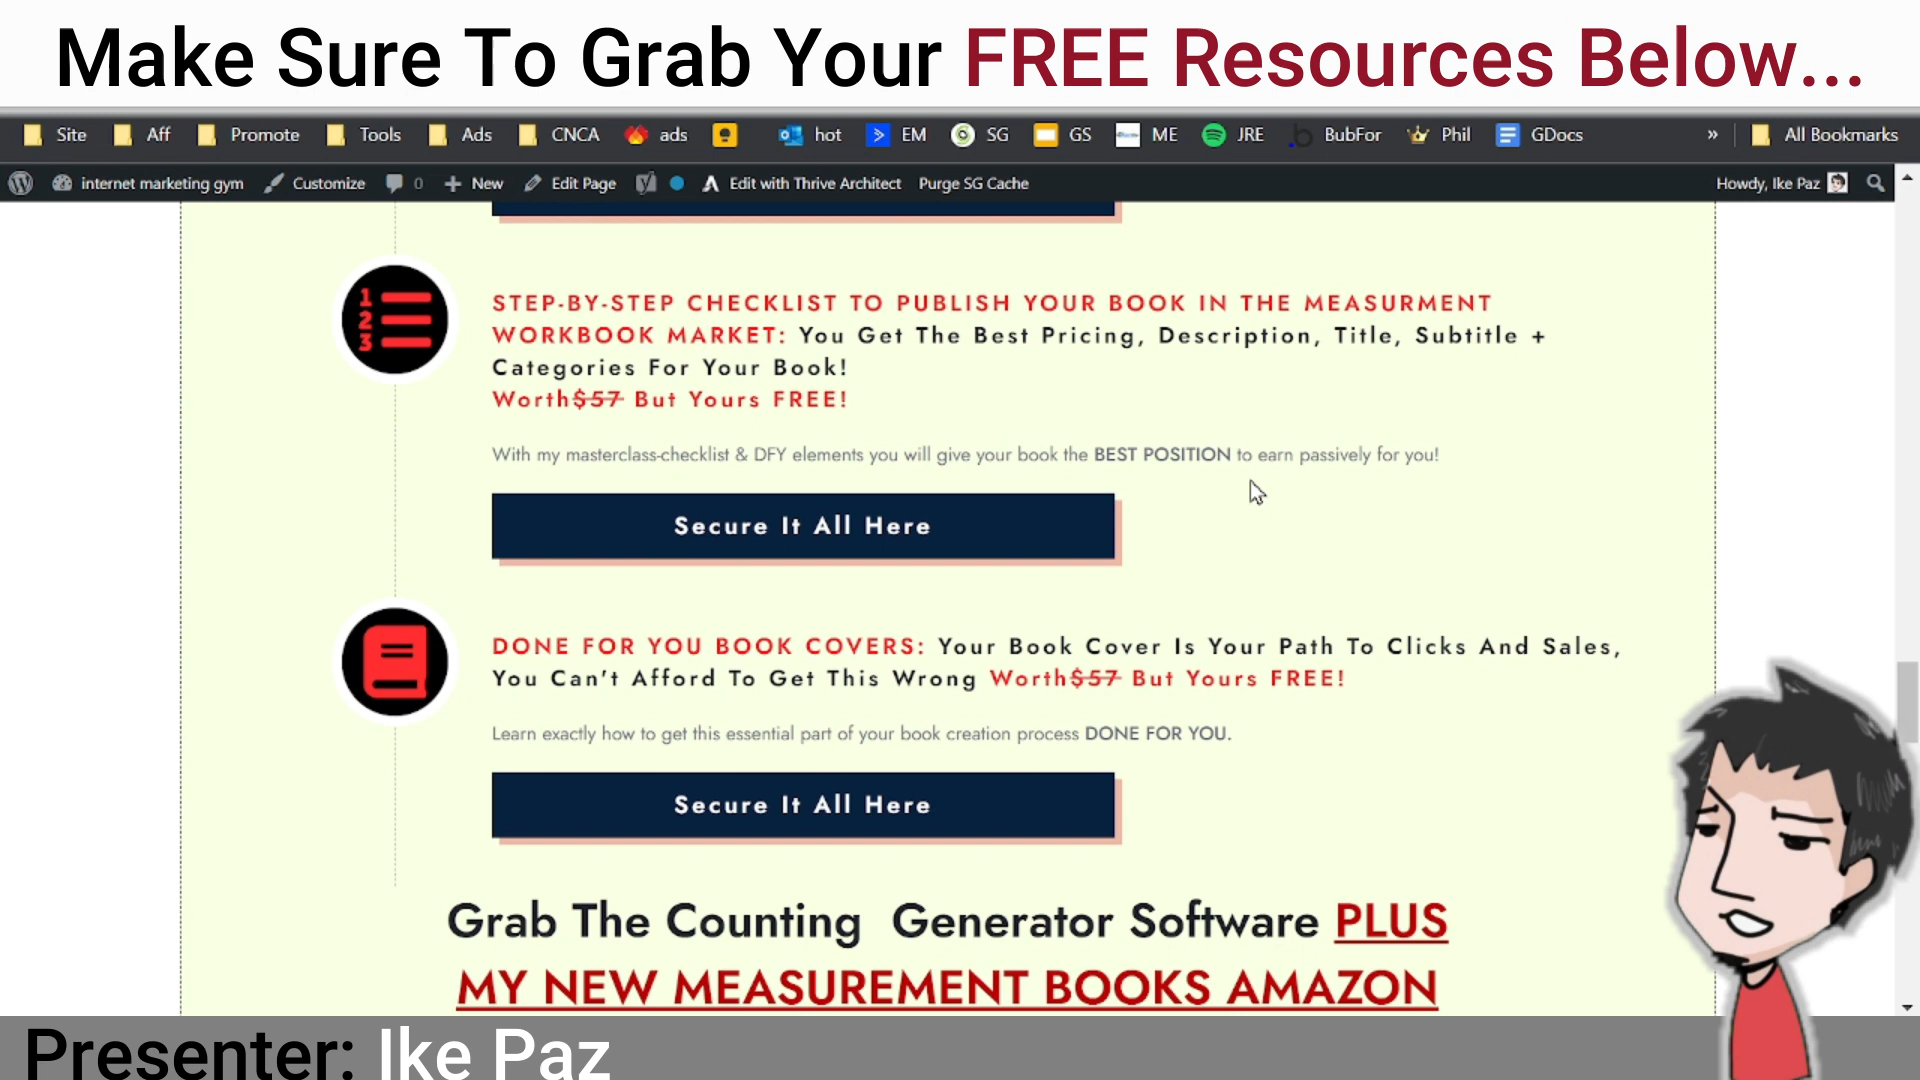 Make Sure To Grab Your FREE Resources Below...
Site Aff Promote Tools Ads CNCA ads hot EM SG GS ME JRE BubFor Phil GDocs » All Bookmarks
internet marketing gym Customize 0 New Edit Page Edit with Thrive Architect Purge SG Cache Howdy, Ike Paz
1
2
3
STEP-BY-STEP CHECKLIST TO PUBLISH YOUR BOOK IN THE MEASURMENT
WORKBOOK MARKET: You Get The Best Pricing, Description, Title, Subtitle +
Categories For Your Book!
Worth$57 But Yours FREE!
With my masterclass-checklist & DFY elements you will give your book the BEST POSITION to earn passively for you!
Secure It All Here
DONE FOR YOU BOOK COVERS: Your Book Cover Is Your Path To Clicks And Sales,
You Can't Afford To Get This Wrong Worth$57 But Yours FREE!
Learn exactly how to get this essential part of your book creation process DONE FOR YOU.
Secure It All Here
Grab The Counting Generator Software PLUS
MY NEW MEASUREMENT BOOKS AMAZON
Presenter: Ike Paz